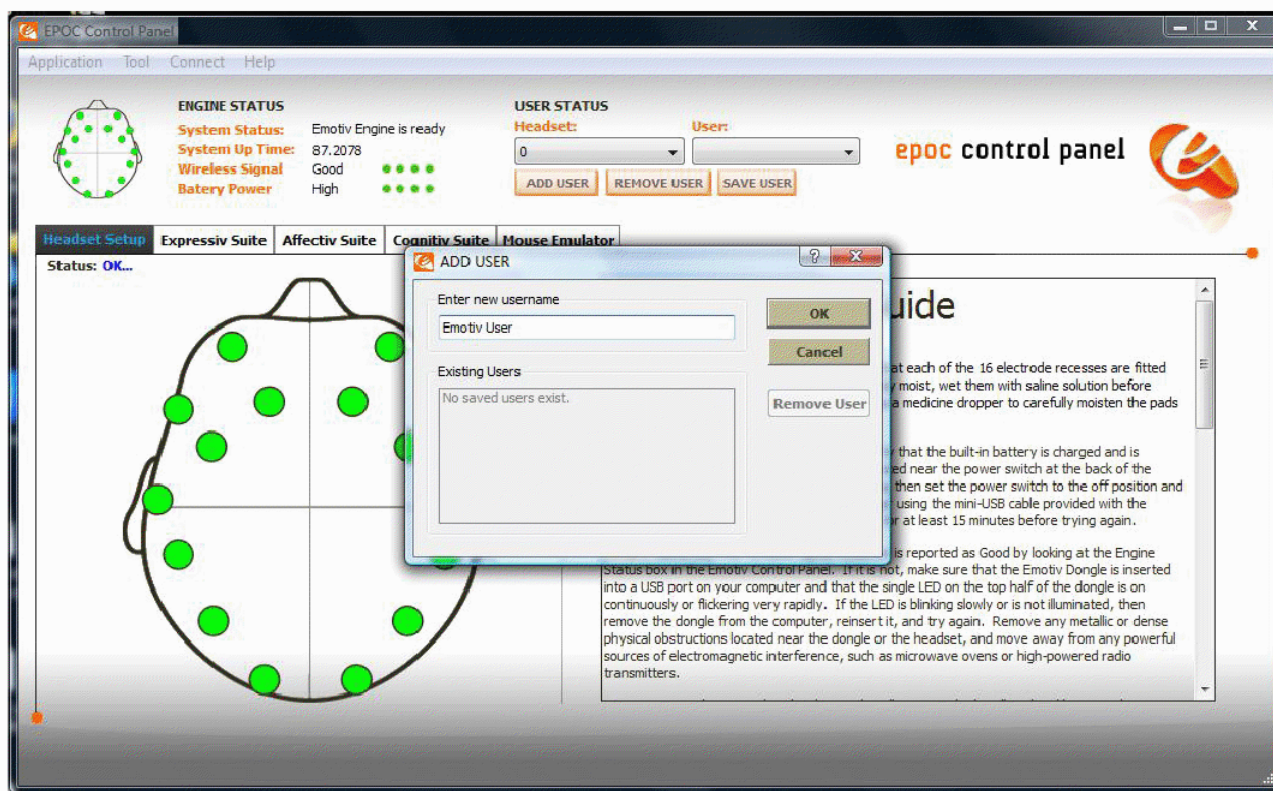 EPOC Control Panel
Application Tool Connect Help
ENGINE STATUS
System Status: Emotiv Engine is ready
System Up Time: 87.2078
Wireless Signal Good
Batery Power High
USER STATUS
Headset: User:
0
ADD USER REMOVE USER SAVE USER
epoc control panel
Headset Setup Expressiv Suite Affectiv Suite Cognitiv Suite Mouse Emulator
Status: OK...
ADD USER
Enter new username
Emotiv User
Existing Users
No saved users exist.
OK
Cancel
Remove User
at each of the 16 electrode recesses are fitted
moist, wet them with saline solution before
a medicine dropper to carefully moisten the pads
that the built-in battery is charged and is
near the power switch at the back of the
then set the power switch to the off position and
using the mini-USB cable provided with the
at least 15 minutes before trying again.
is reported as Good by looking at the Engine
Status box in the Emotiv Control Panel. If it is not, make sure that the Emotiv Dongle is inserted
into a USB port on your computer and that the single LED on the top half of the dongle is on
continuously or flickering very rapidly. If the LED is blinking slowly or is not illuminated, then
remove the dongle from the computer, reinsert it, and try again. Remove any metallic or dense
physical obstructions located near the dongle or the headset, and move away from any powerful
sources of electromagnetic interference, such as microwave ovens or high-powered radio
transmitters.